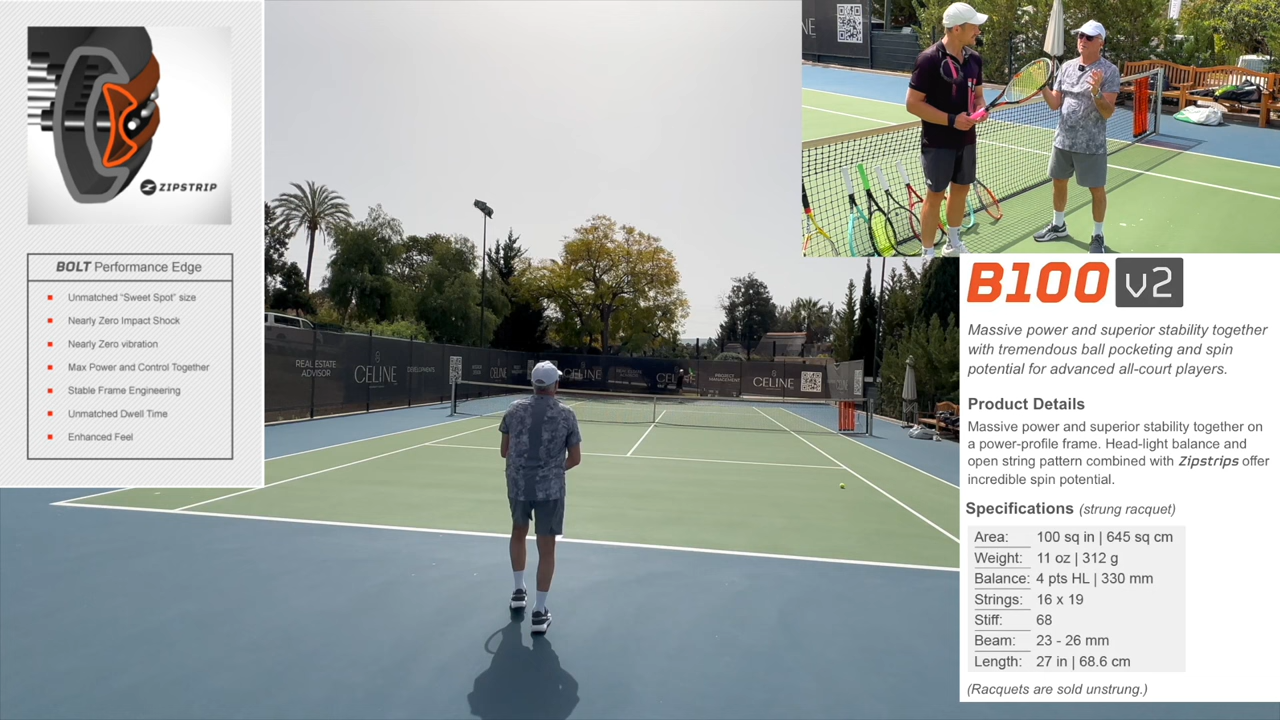 ZIPSTRIP
BOLT Performance Edge
Unmatched "Sweet Spot" size
Nearly Zero Impact Shock
Nearly Zero vibration
Max Power and Control Together
Stable Frame Engineering
Unmatched Dwell Time
Enhanced Feel
REAL ESTATE
ADVISOR
CELINE
CELINE
MANAGEMENT
CELINE
B100 v2
Massive power and superior stability together
with tremendous ball pocketing and spin
potential for advanced all-court players.
Product Details
Massive power and superior stability together on
a power-profile frame. Head-light balance and
open string pattern combined with Zipstrips offer
incredible spin potential.
Specifications (strung racquet)
Area: 100 sq in | 645 sq cm
Weight: 11 oz | 312 g
Balance: 4 pts HL | 330 mm
Strings: 16 x 19
Stiff: 68
Beam: 23 - 26 mm
Length: 27 in | 68.6 cm
(Racquets are sold unstrung.)